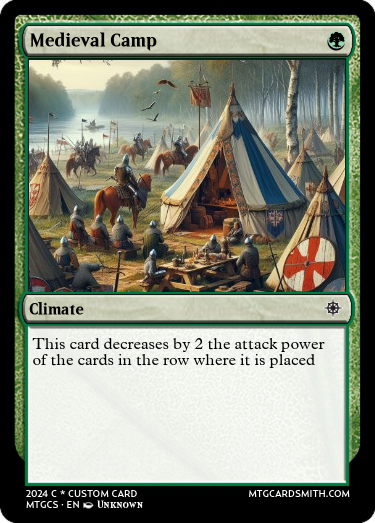 Medieval Camp
Climate
This card decreases by 2 the attack power
of the cards in the row where it is placed
2024 C * CUSTOM CARD
MTGCARDSMITH.COM
MTGCS • EN Unknown